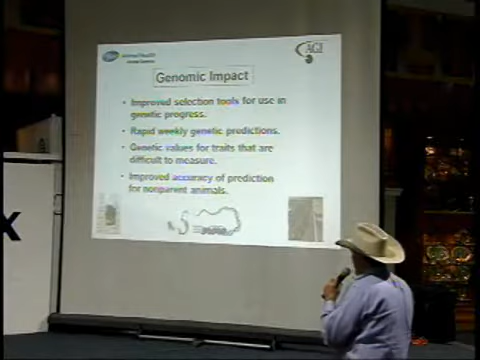 AGI
Genomic Impact
• Improved selection tools for use in
genetic progress.
• Rapid weekly genetic predictions.
• Genetic values for traits that are
difficult to measure.
• Improved accuracy of prediction
for nonparent animals.
X